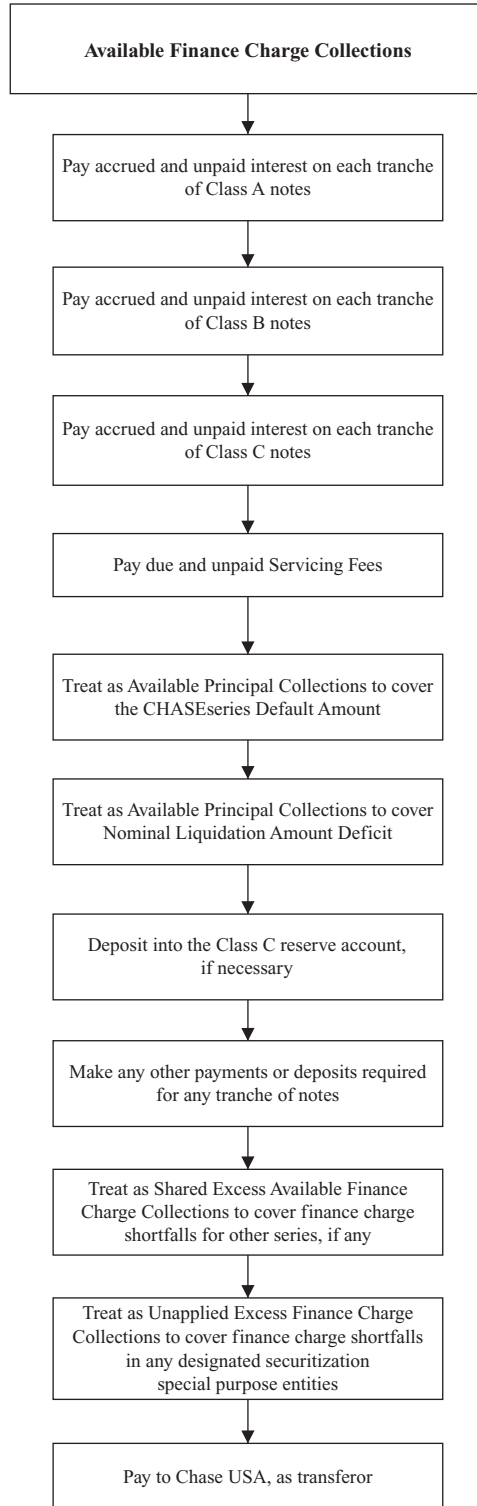 Available Finance Charge Collections
Pay accrued and unpaid interest on each tranche
of Class A notes
Pay accrued and unpaid interest on each tranche
of Class B notes
Pay accrued and unpaid interest on each tranche
of Class C notes
Pay due and unpaid Servicing Fees
Treat as Available Principal Collections to cover
the CHASEseries Default Amount
Treat as Available Principal Collections to cover
Nominal Liquidation Amount Deficit
Deposit into the Class C reserve account,
if necessary
Make any other payments or deposits required
for any tranche of notes
Treat as Shared Excess Available Finance
Charge Collections to cover finance charge
shortfalls for other series, if any
Treat as Unapplied Excess Finance Charge
Collections to cover finance charge shortfalls
in any designated securitization
special purpose entities
Pay to Chase USA, as transferor